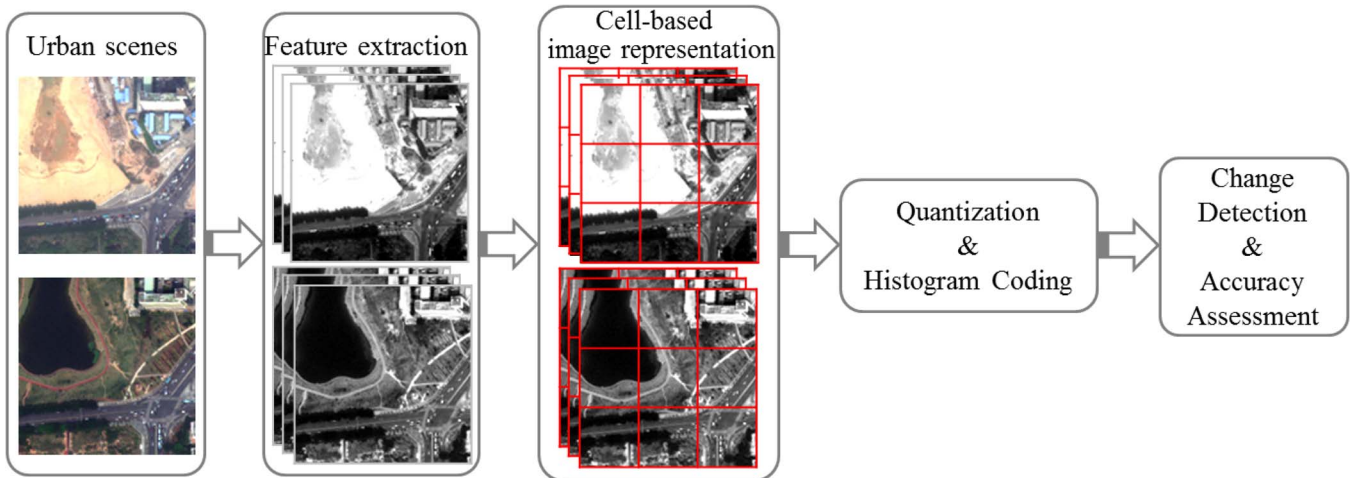 Urban scenes
Feature extraction
Cell-based
image representation
Quantization
&
Histogram Coding
Change
Detection
&
Accuracy
Assessment